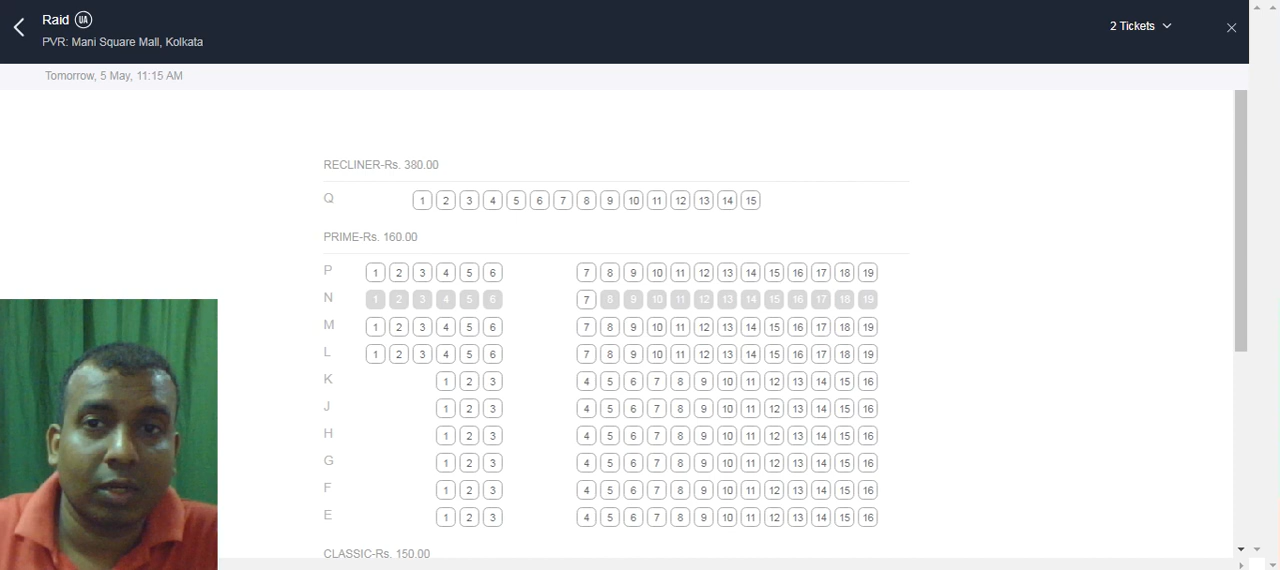 Raid UA
PVR: Mani Square Mall, Kolkata
2 Tickets
Tomorrow, 5 May, 11:15 AM
RECLINER-Rs. 380.00
Q 1 2 3 4 5 6 7 8 9 10 11 12 13 14 15
PRIME-Rs. 160.00
P 1 2 3 4 5 6 7 8 9 10 11 12 13 14 15 16 17 18 19
N 1 2 3 4 5 6 7 8 9 10 11 12 13 14 15 16 17 18 19
M 1 2 3 4 5 6 7 8 9 10 11 12 13 14 15 16 17 18 19
L 1 2 3 4 5 6 7 8 9 10 11 12 13 14 15 16 17 18 19
K 1 2 3 4 5 6 7 8 9 10 11 12 13 14 15 16
J 1 2 3 4 5 6 7 8 9 10 11 12 13 14 15 16
H 1 2 3 4 5 6 7 8 9 10 11 12 13 14 15 16
G 1 2 3 4 5 6 7 8 9 10 11 12 13 14 15 16
F 1 2 3 4 5 6 7 8 9 10 11 12 13 14 15 16
E 1 2 3 4 5 6 7 8 9 10 11 12 13 14 15 16
CLASSIC-Rs. 150.00